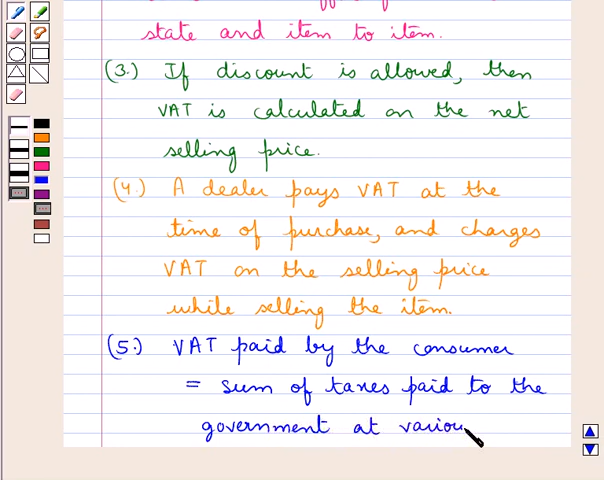 state and item to item.
(3.) If discount is allowed, then
VAT is calculated on the net
selling price.
(4.) A dealer pays VAT at the
time of purchase, and charges
VAT on the selling price
while selling the item.
(5.) VAT paid by the consumer
= sum of taxes paid to the
government at variou